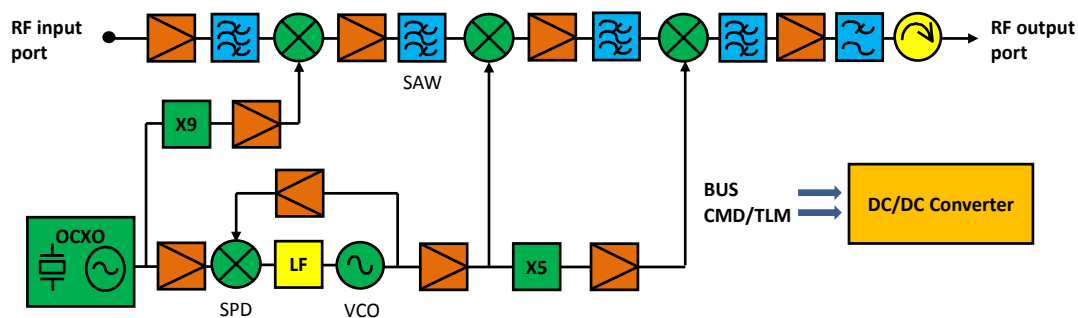 RF input
port
RF output
port
SAW
X9
BUS
CMD/TLM
DC/DC Converter
OCXO
LF
X5
SPD
VCO